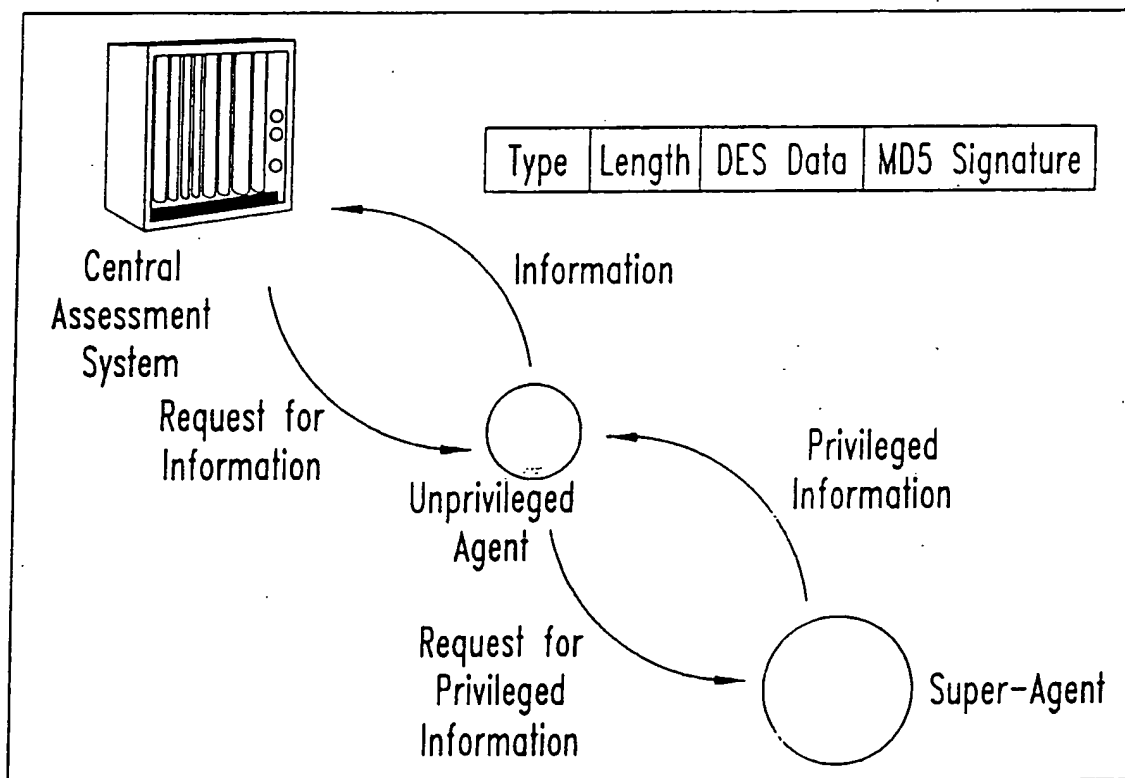 Type Length DES Data MD5 Signature
Central
Assessment
System
Information
Request for
Information
Unprivileged
Agent
Privileged
Information
Request for
Privileged
Information
Super-Agent